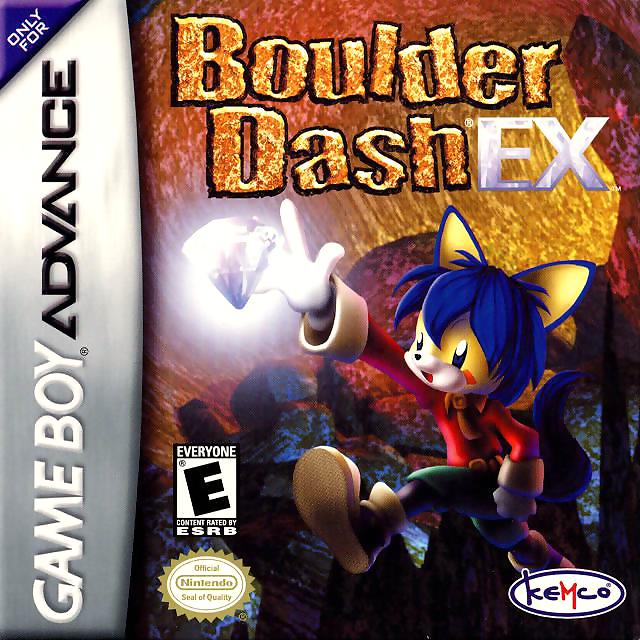 ONLY
FOR
GAME BOY ADVANCE
®
Boulder
Dash® EX
™
EVERYONE
®
E
CONTENT RATED BY
ESRB
Official
Nintendo
Seal of Quality
®
KEMCO